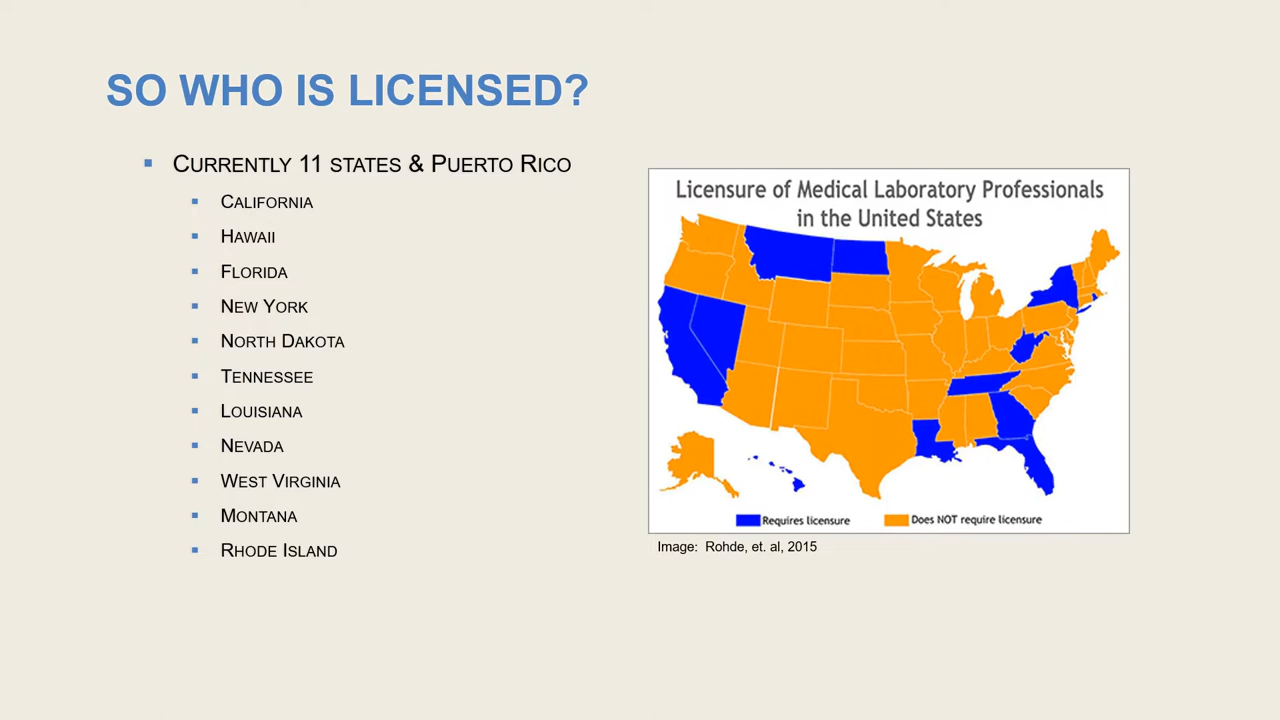 SO WHO IS LICENSED?
CURRENTLY 11 STATES & PUERTO RICO
CALIFORNIA
HAWAII
FLORIDA
NEW YORK
NORTH DAKOTA
TENNESSEE
LOUISIANA
NEVADA
WEST VIRGINIA
MONTANA
RHODE ISLAND
Licensure of Medical Laboratory Professionals
in the United States
Requires licensure
Does NOT require licensure
Image: Rohde, et. al, 2015